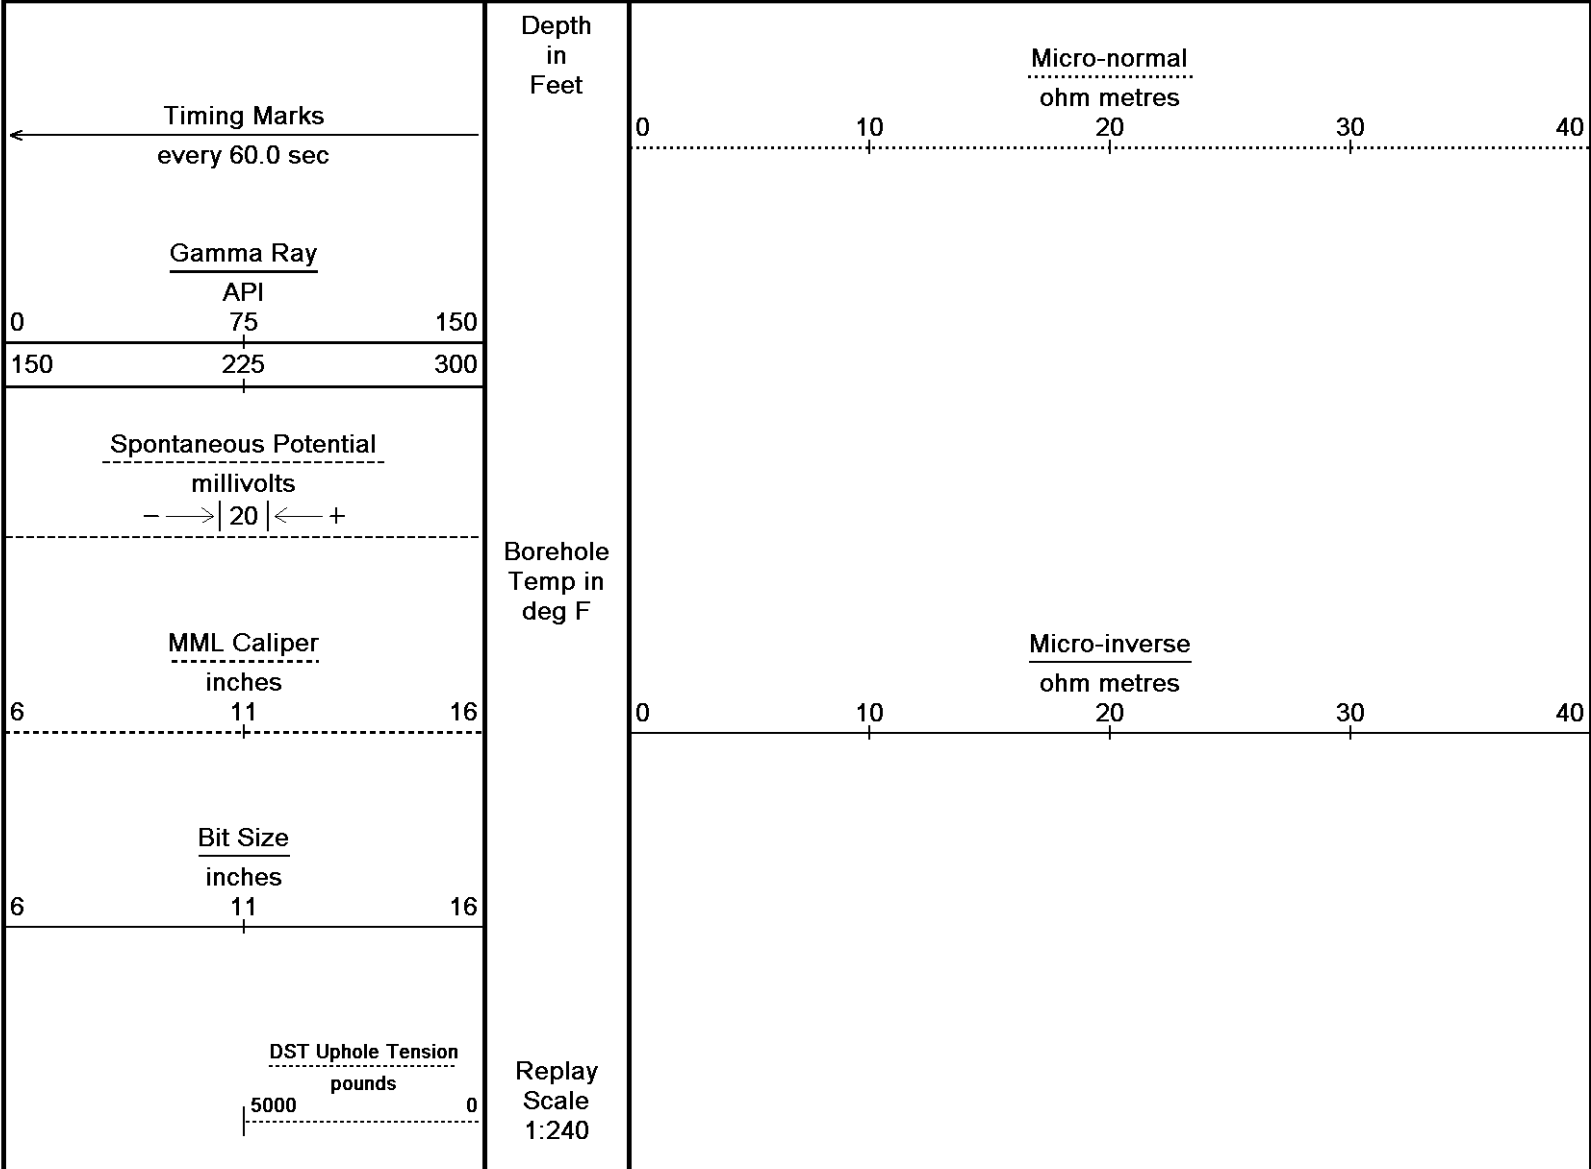 Timing Marks
every 60.0 sec
Gamma Ray
API
0 75 150
150 225 300
Spontaneous Potential
millivolts
− 20 +
MML Caliper
inches
6 11 16
Bit Size
inches
6 11 16
DST Uphole Tension
pounds
5000 0
Depth
in
Feet
Borehole
Temp in
deg F
Replay
Scale
1:240
Micro-normal
ohm metres
0 10 20 30 40
Micro-inverse
ohm metres
0 10 20 30 40